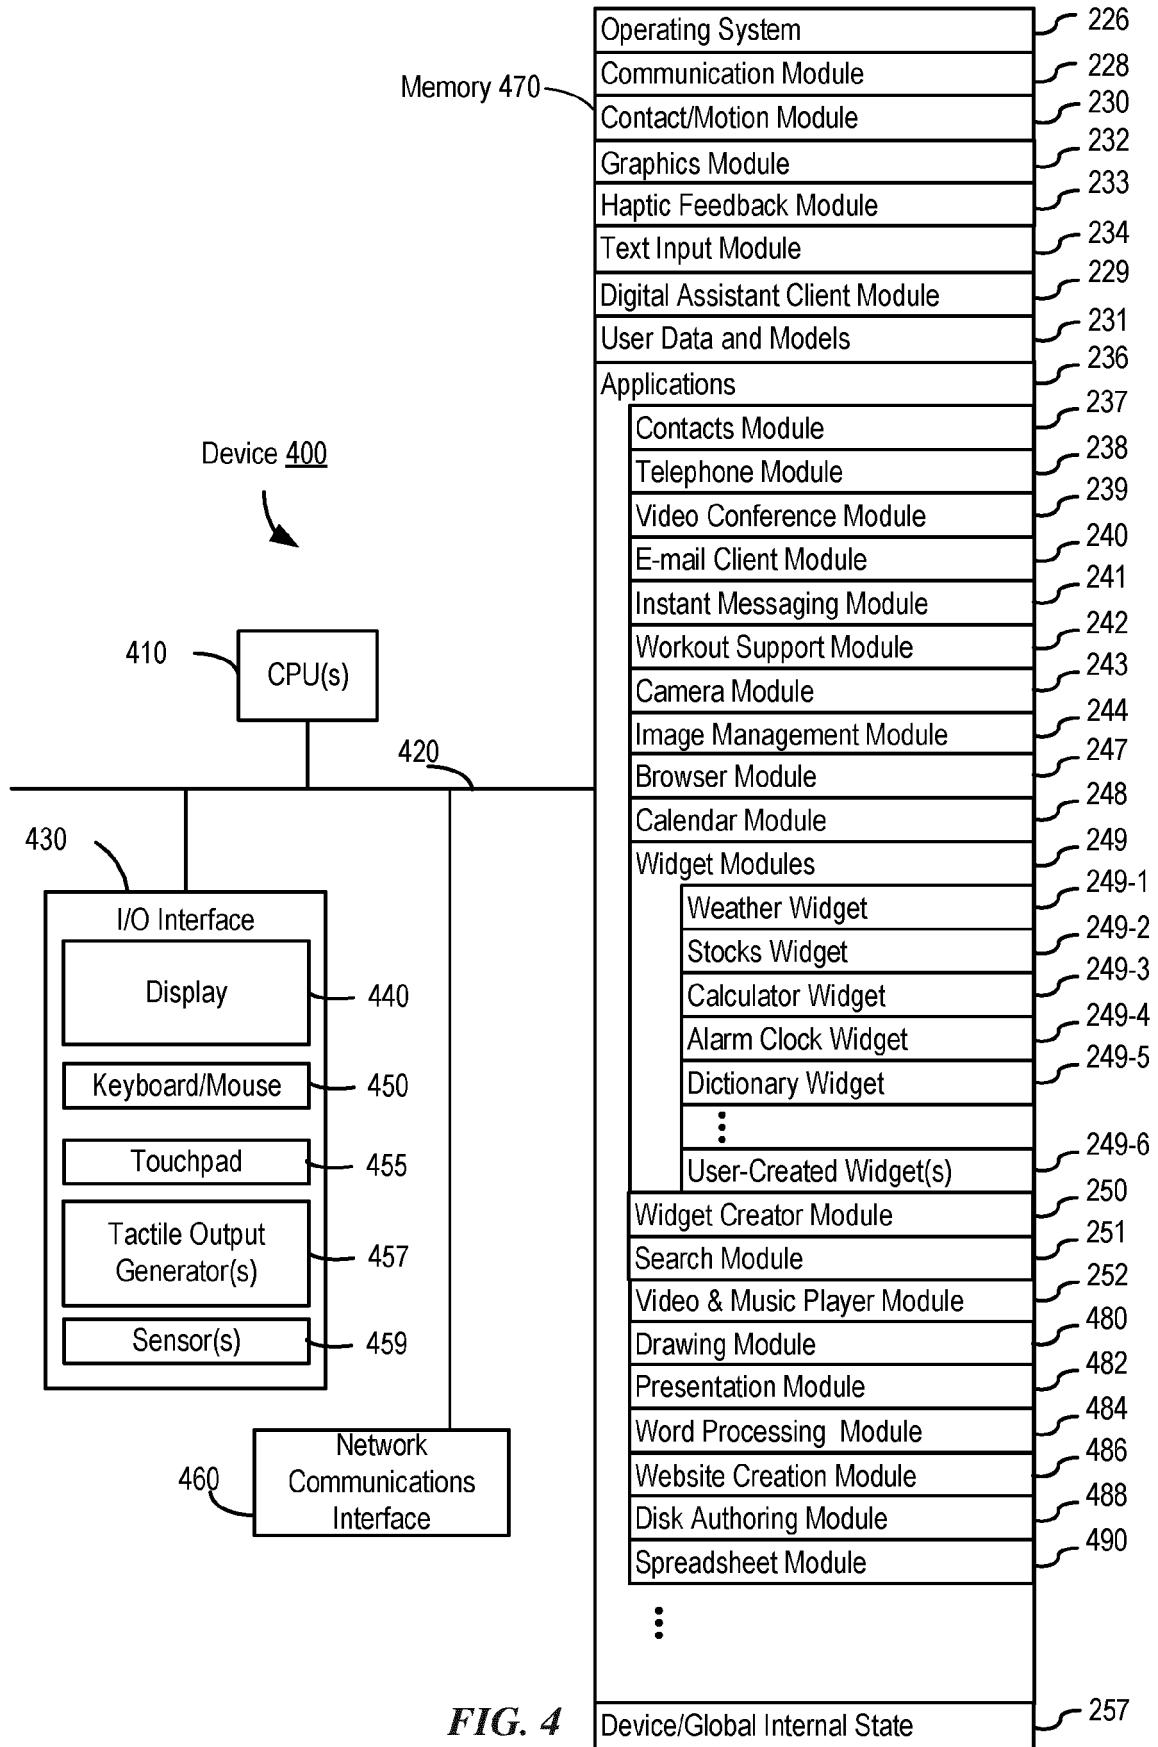 Operating System 226
Communication Module 228
Memory 470
Contact/Motion Module 230
Graphics Module 232
Haptic Feedback Module 233
Text Input Module 234
Digital Assistant Client Module 229
User Data and Models 231
Applications 236
Contacts Module 237
Telephone Module 238
Video Conference Module 239
E-mail Client Module 240
Instant Messaging Module 241
Workout Support Module 242
Camera Module 243
Image Management Module 244
Browser Module 247
Calendar Module 248
Widget Modules 249
Weather Widget 249-1
Stocks Widget 249-2
Calculator Widget 249-3
Alarm Clock Widget 249-4
Dictionary Widget 249-5
User-Created Widget(s) 249-6
Widget Creator Module 250
Search Module 251
Video & Music Player Module 252
Drawing Module 480
Presentation Module 482
Word Processing Module 484
Website Creation Module 486
Disk Authoring Module 488
Spreadsheet Module 490
Device/Global Internal State 257
Device 400
410
CPU(s)
420
430
I/O Interface
Display 440
Keyboard/Mouse 450
Touchpad 455
Tactile Output
Generator(s) 457
Sensor(s) 459
460
Network
Communications
Interface
FIG. 4